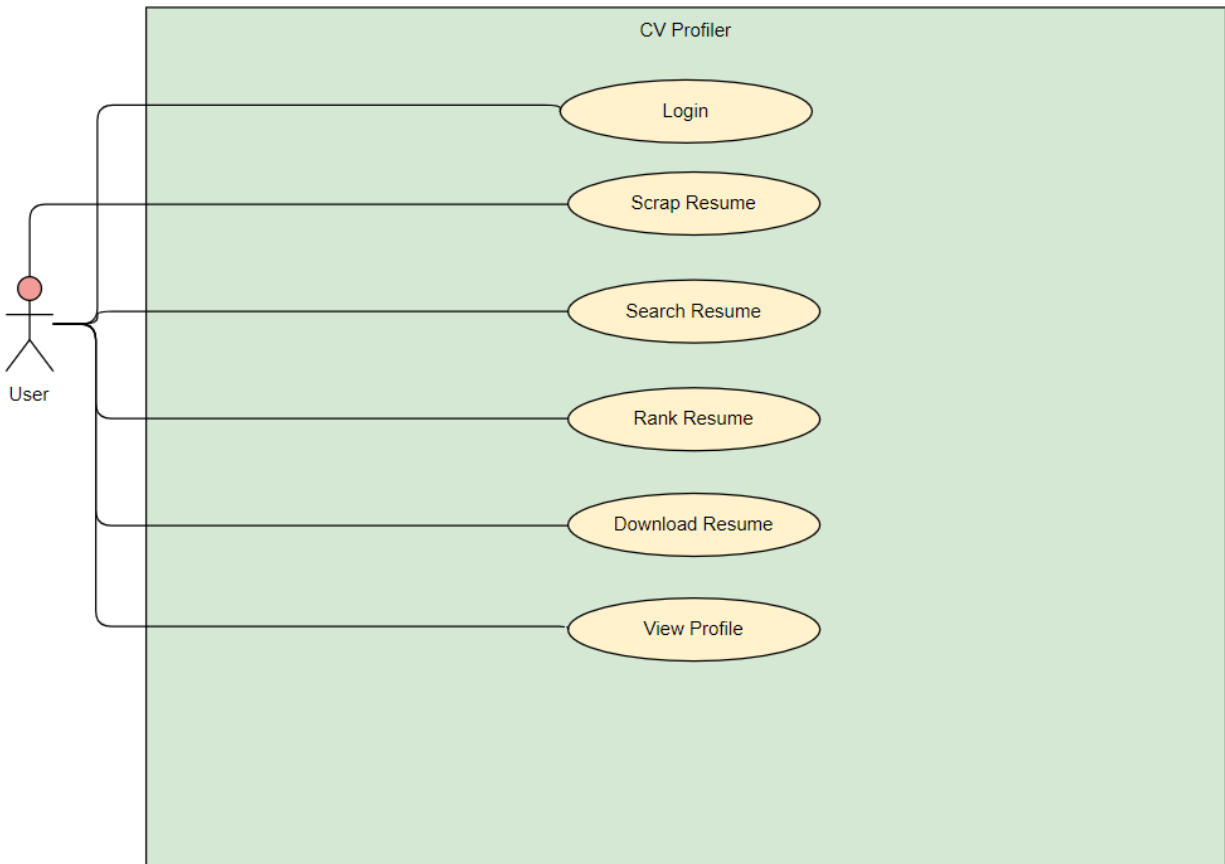 CV Profiler
Login
Scrap Resume
Search Resume
User
Rank Resume
Download Resume
View Profile